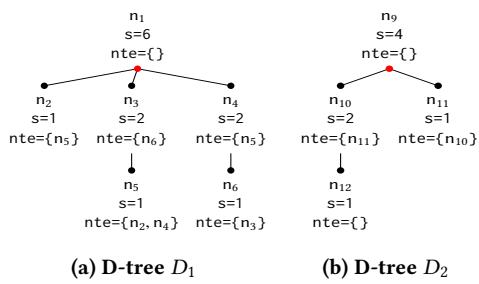 n1
s=6
nte={}
n9
s=4
nte={}
n2
s=1
nte={n5}
n3
s=2
nte={n6}
n4
s=2
nte={n5}
n10
s=2
nte={n11}
n11
s=1
nte={n10}
n5
s=1
nte={n2, n4}
n6
s=1
nte={n3}
n12
s=1
nte={}
(a) D-tree D1
(b) D-tree D2